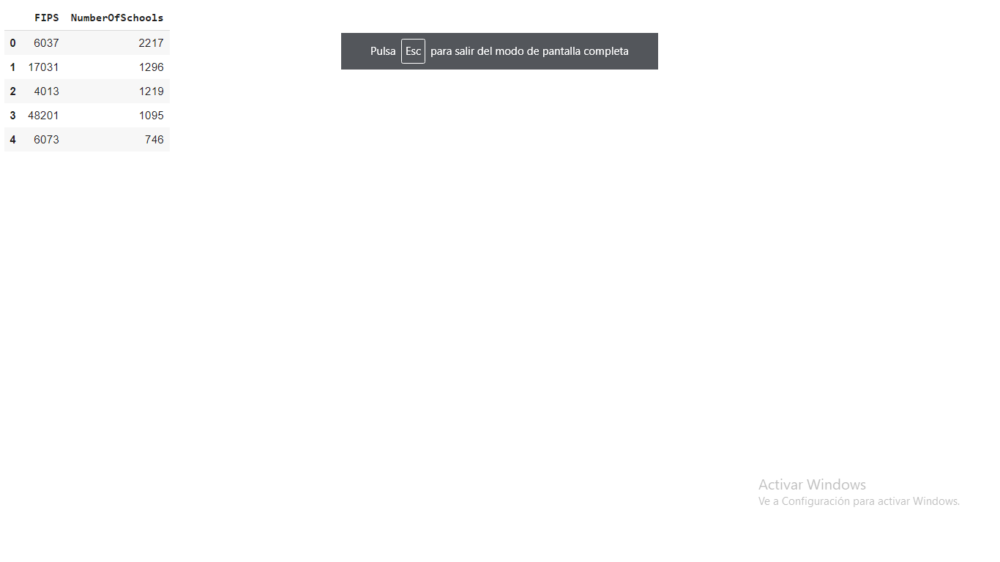 FIPS NumberOfSchools
0 6037 2217
1 17031 1296
2 4013 1219
3 48201 1095
4 6073 746
Pulsa Esc para salir del modo de pantalla completa
Activar Windows
Ve a Configuración para activar Windows.